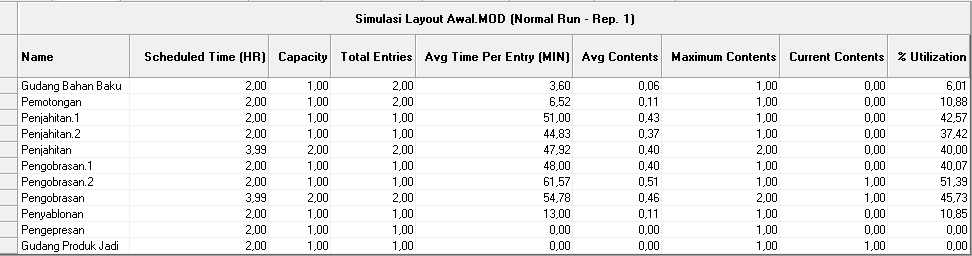 Simulasi Layout Awal.MOD (Normal Run - Rep. 1)
Name Scheduled Time (HR) Capacity Total Entries Avg Time Per Entry (MIN) Avg Contents Maximum Contents Current Contents % Utilization
Gudang Bahan Baku 2,00 1,00 2,00 3,60 0,06 1,00 0,00 6,01
Pemotongan 2,00 1,00 2,00 6,52 0,11 1,00 0,00 10,88
Penjahitan.1 2,00 1,00 1,00 51,00 0,43 1,00 0,00 42,57
Penjahitan.2 2,00 1,00 1,00 44,83 0,37 1,00 0,00 37,42
Penjahitan 3,99 2,00 2,00 47,92 0,40 2,00 0,00 40,00
Pengobrasan.1 2,00 1,00 1,00 48,00 0,40 1,00 0,00 40,07
Pengobrasan.2 2,00 1,00 1,00 61,57 0,51 1,00 1,00 51,39
Pengobrasan 3,99 2,00 2,00 54,78 0,46 2,00 1,00 45,73
Penyablonan 2,00 1,00 1,00 13,00 0,11 1,00 0,00 10,85
Pengepresan 2,00 1,00 1,00 0,00 0,00 1,00 0,00 0,00
Gudang Produk Jadi 2,00 1,00 1,00 0,00 0,00 1,00 1,00 0,00